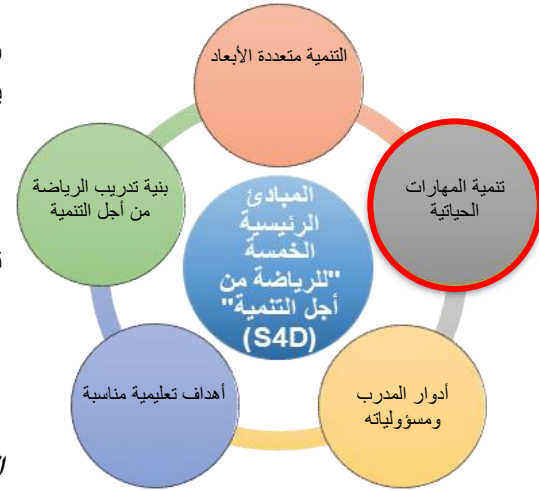 التنمية متعددة الأبعاد
تنمية المهارات
الحياتية
أدوار المدرب
ومسؤولياته
أهداف تعليمية مناسبة
بنية تدريب الرياضة
من أجل التنمية
المبادئ
الرئيسية
الخمسة
"للرياضة من
أجل التنمية"
(S4D)